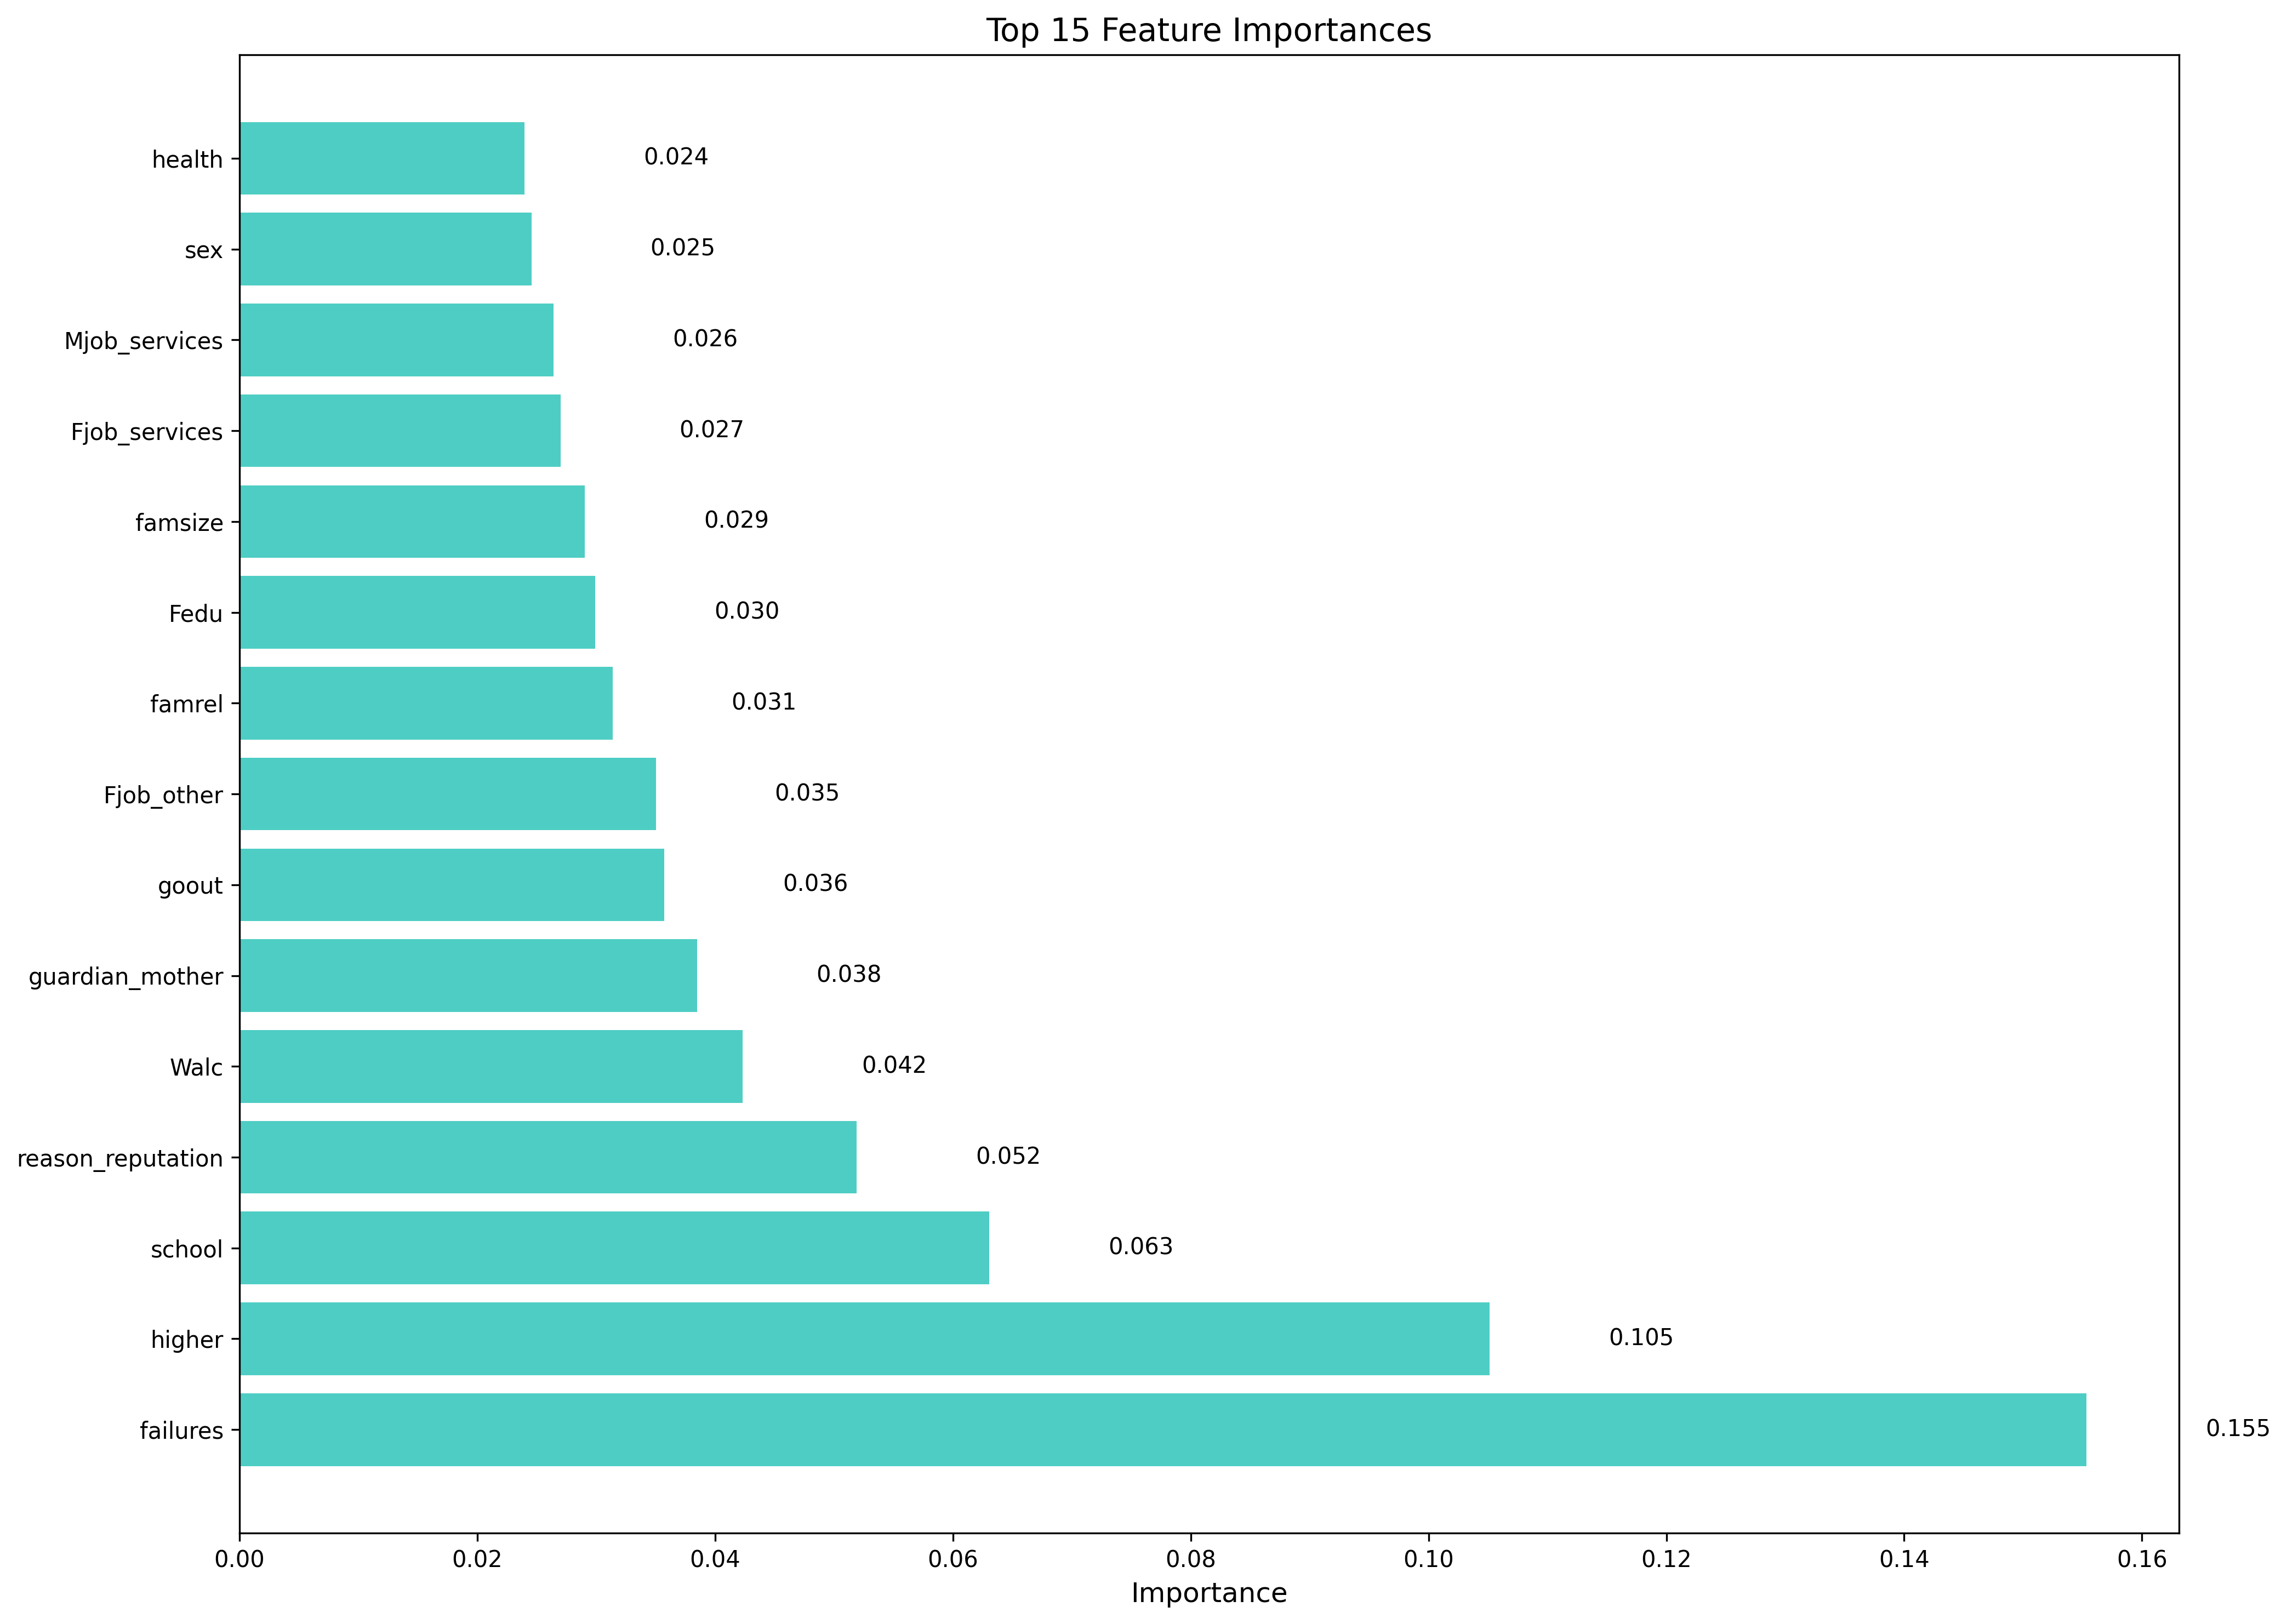 Top 15 Feature Importances
health 0.024
sex 0.025
Mjob_services 0.026
Fjob_services 0.027
famsize 0.029
Fedu 0.030
famrel 0.031
Fjob_other 0.035
goout 0.036
guardian_mother 0.038
Walc 0.042
reason_reputation 0.052
school 0.063
higher 0.105
failures 0.155
0.00 0.02 0.04 0.06 0.08 0.10 0.12 0.14 0.16
Importance